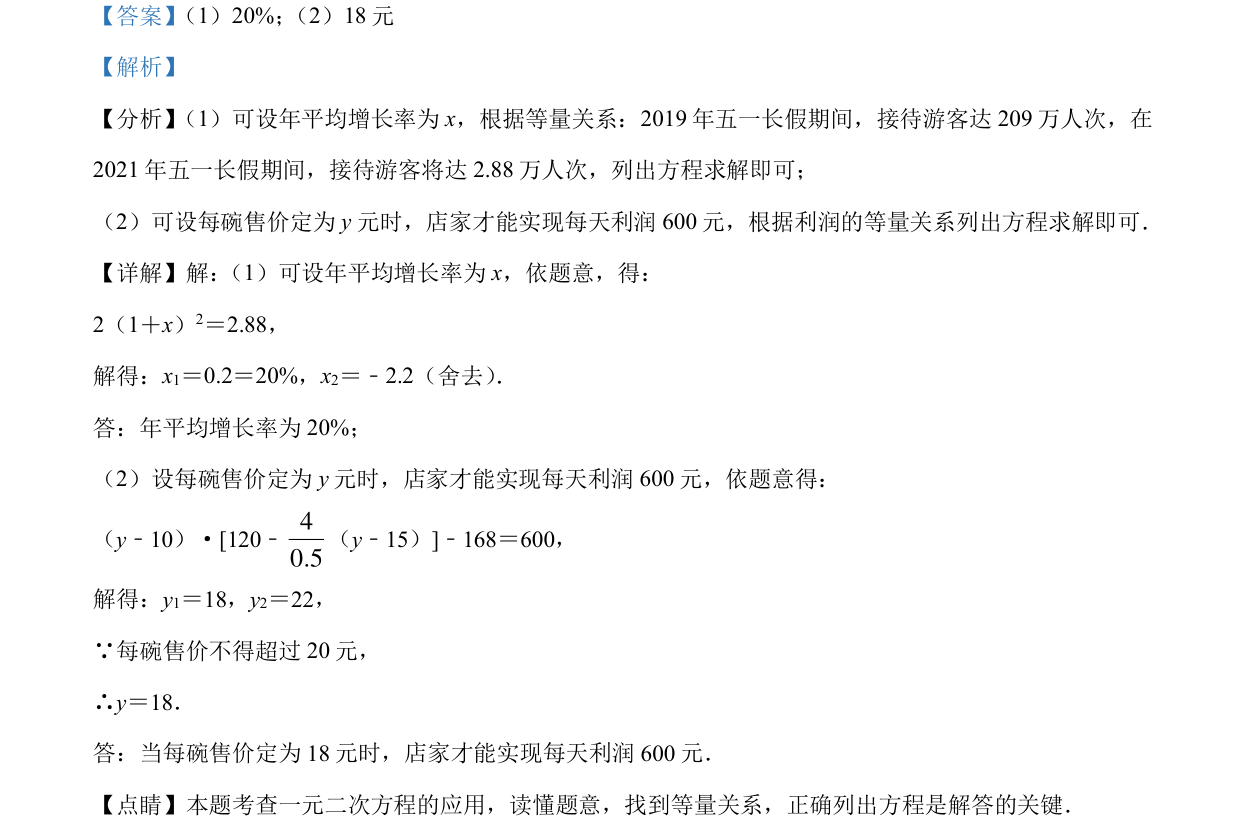 【答案】（1）20%；（2）18 元
【解析】
【分析】（1）可设年平均增长率为 x，根据等量关系：2019 年五一长假期间，接待游客达 209 万人次，在
2021 年五一长假期间，接待游客将达 2.88 万人次，列出方程求解即可；
（2）可设每碗售价定为 y 元时，店家才能实现每天利润 600 元，根据利润的等量关系列出方程求解即可．
【详解】解：（1）可设年平均增长率为 x，依题意，得：
2（1＋x）²＝2.88，
解得：x₁＝0.2＝20%，x₂＝﹣2.2（舍去）．
答：年平均增长率为 20%；
（2）设每碗售价定为 y 元时，店家才能实现每天利润 600 元，依题意得：
（y﹣10）•[120﹣4/0.5（y﹣15）]﹣168＝600，
解得：y₁＝18，y₂＝22，
∵每碗售价不得超过 20 元，
∴y＝18．
答：当每碗售价定为 18 元时，店家才能实现每天利润 600 元．
【点睛】本题考查一元二次方程的应用，读懂题意，找到等量关系，正确列出方程是解答的关键．